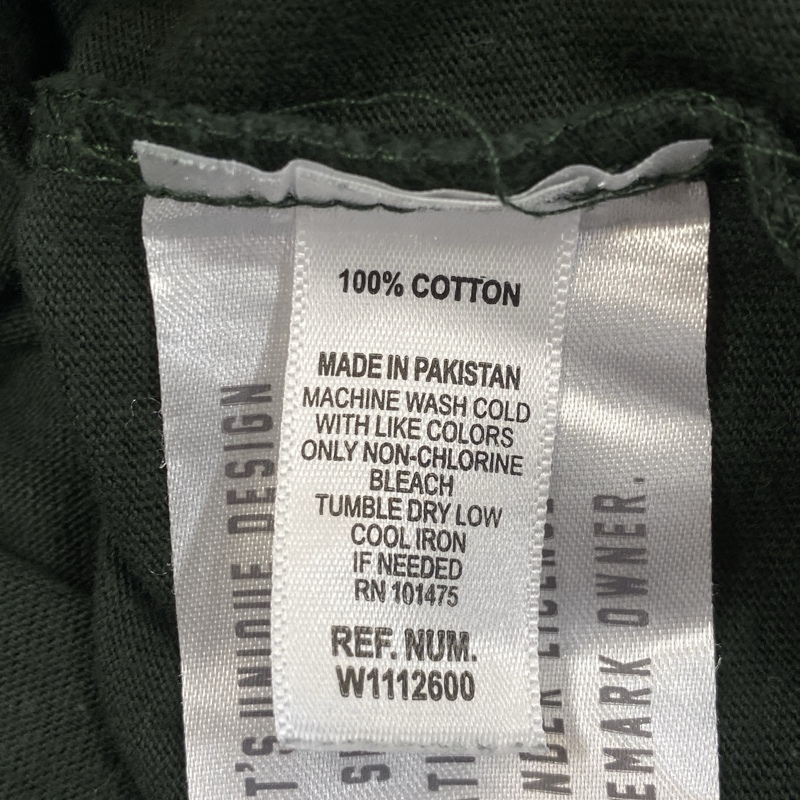 100% COTTON
MADE IN PAKISTAN
MACHINE WASH COLD
WITH LIKE COLORS
ONLY NON-CHLORINE
BLEACH
TUMBLE DRY LOW
COOL IRON
IF NEEDED
RN 101475
REF. NUM.
W1112600
UNIQUE DESIGN
OWNER.